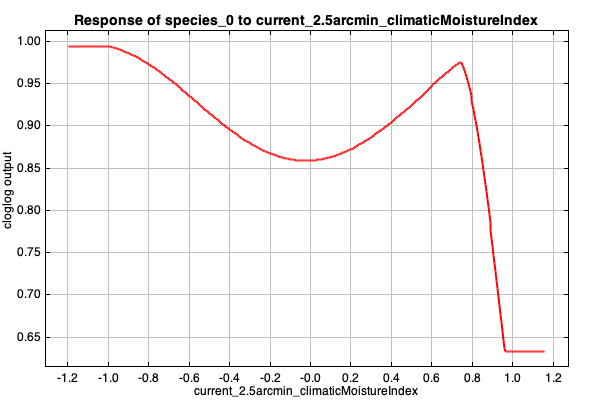 Response of species_0 to current_2.5arcmin_climaticMoistureIndex
cloglog output
1.00
0.95
0.90
0.85
0.80
0.75
0.70
0.65
-1.2 -1.0 -0.8 -0.6 -0.4 -0.2 -0.0 0.2 0.4 0.6 0.8 1.0 1.2
current_2.5arcmin_climaticMoistureIndex